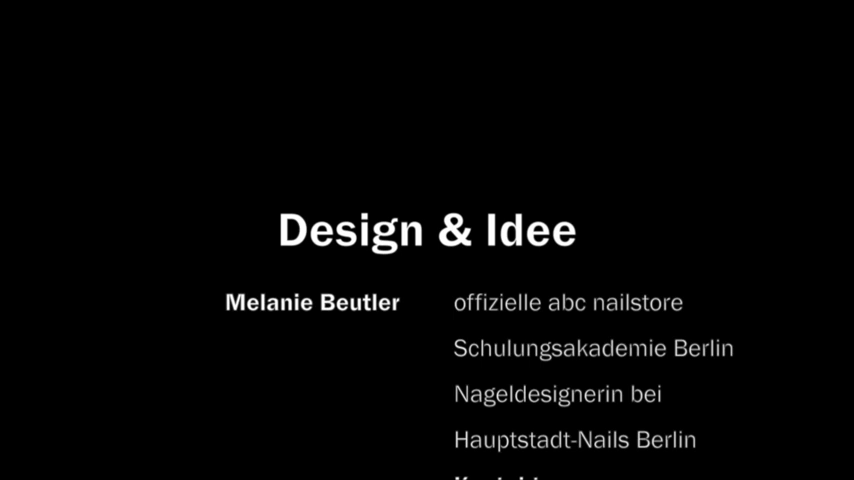 Design & Idee
Melanie Beutler offizielle abc nailstore
Schulungsakademie Berlin
Nageldesignerin bei
Hauptstadt-Nails Berlin